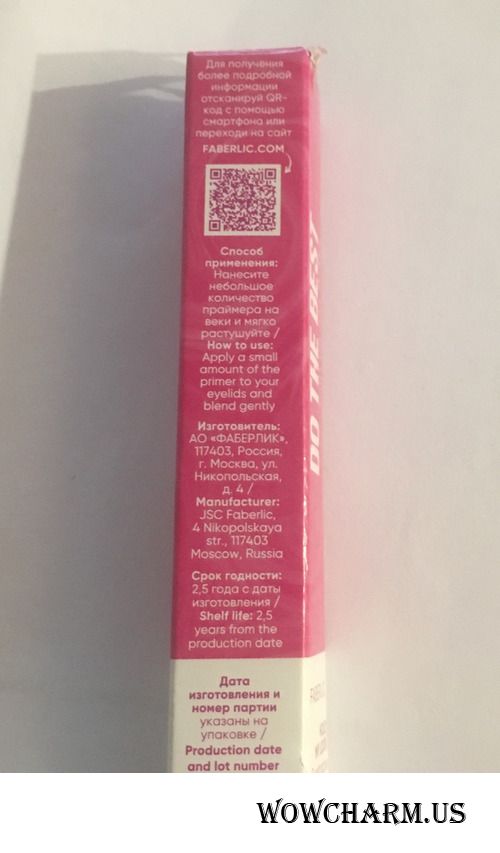 Для получения
более подробной
информации
отсканируй QR-
код с помощью
смартфона или
переходи на сайт
FABERLIC.COM
Способ
применения:
Нанесите
небольшое
количество
праймера на
веки и мягко
растушуйте /
How to use:
Apply a small
amount of the
primer to your
eyelids and
blend gently
Изготовитель:
АО «ФАБЕРЛИК»,
117403, Россия,
г. Москва, ул.
Никопольская,
д. 4 /
Manufacturer:
JSC Faberlic,
4 Nikopolskaya
str., 117403
Moscow, Russia
Срок годности:
2,5 года с даты
изготовления /
Shelf life: 2,5
years from the
production date
Дата
изготовления и
номер партии
указаны на
упаковке /
Production date
and lot number
DO THE BEST
WOWCHARM.US